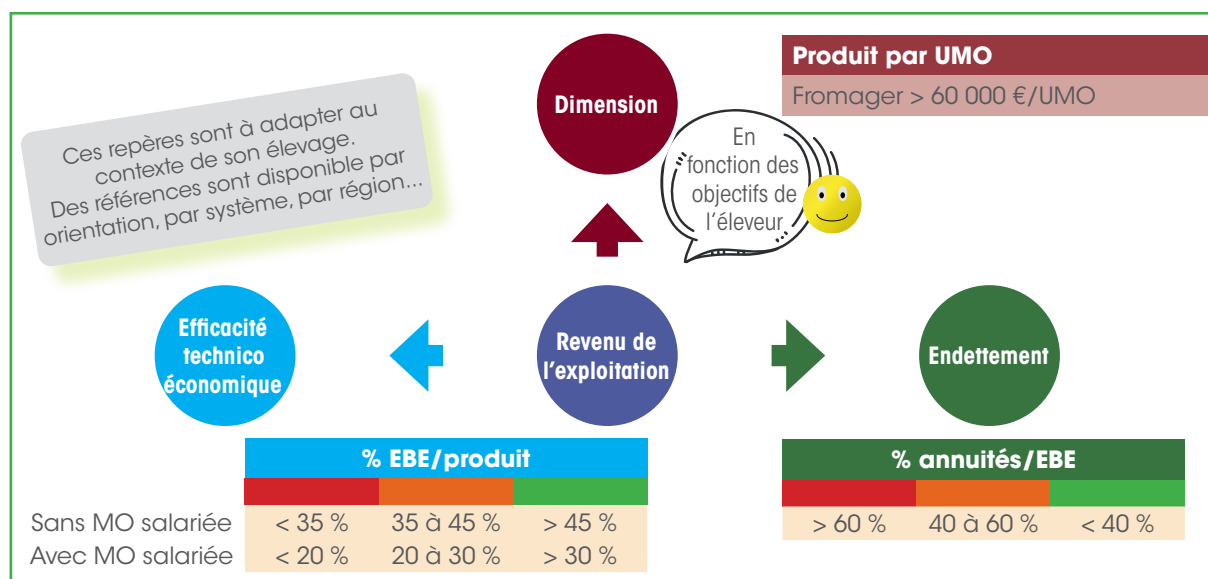 Produit par UMO
Fromager > 60 000 €/UMO
Dimension
Ces repères sont à adapter au
contexte de son élevage.
Des références sont disponible par
orientation, par système, par région...
En
fonction des
objectifs de
l'éleveur
Efficacité
technico
économique
Revenu de
l'exploitation
Endettement
% EBE/produit
Sans MO salariée < 35 % 35 à 45 % > 45 %
Avec MO salariée < 20 % 20 à 30 % > 30 %
% annuités/EBE
> 60 % 40 à 60 % < 40 %